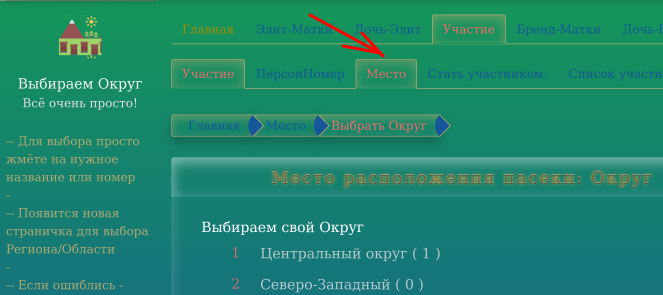 Выбираем Округ
Всё очень просто!
-- Для выбора просто
жмёте на нужное
название или номер
-
-- Появится новая
страничка для выбора
Региона/Области
-
-- Если ошиблись -
Главная Элит-Матки Дочь-Элит Участие Бренд-Матки Дочь-
Участие ПерсонНомер Место Стать участником. Список участн
Главная Место Выбрать Округ
Место расположения пасеки: Округ
Выбираем свой Округ
1 Центральный округ ( 1 )
2 Северо-Западный ( 0 )